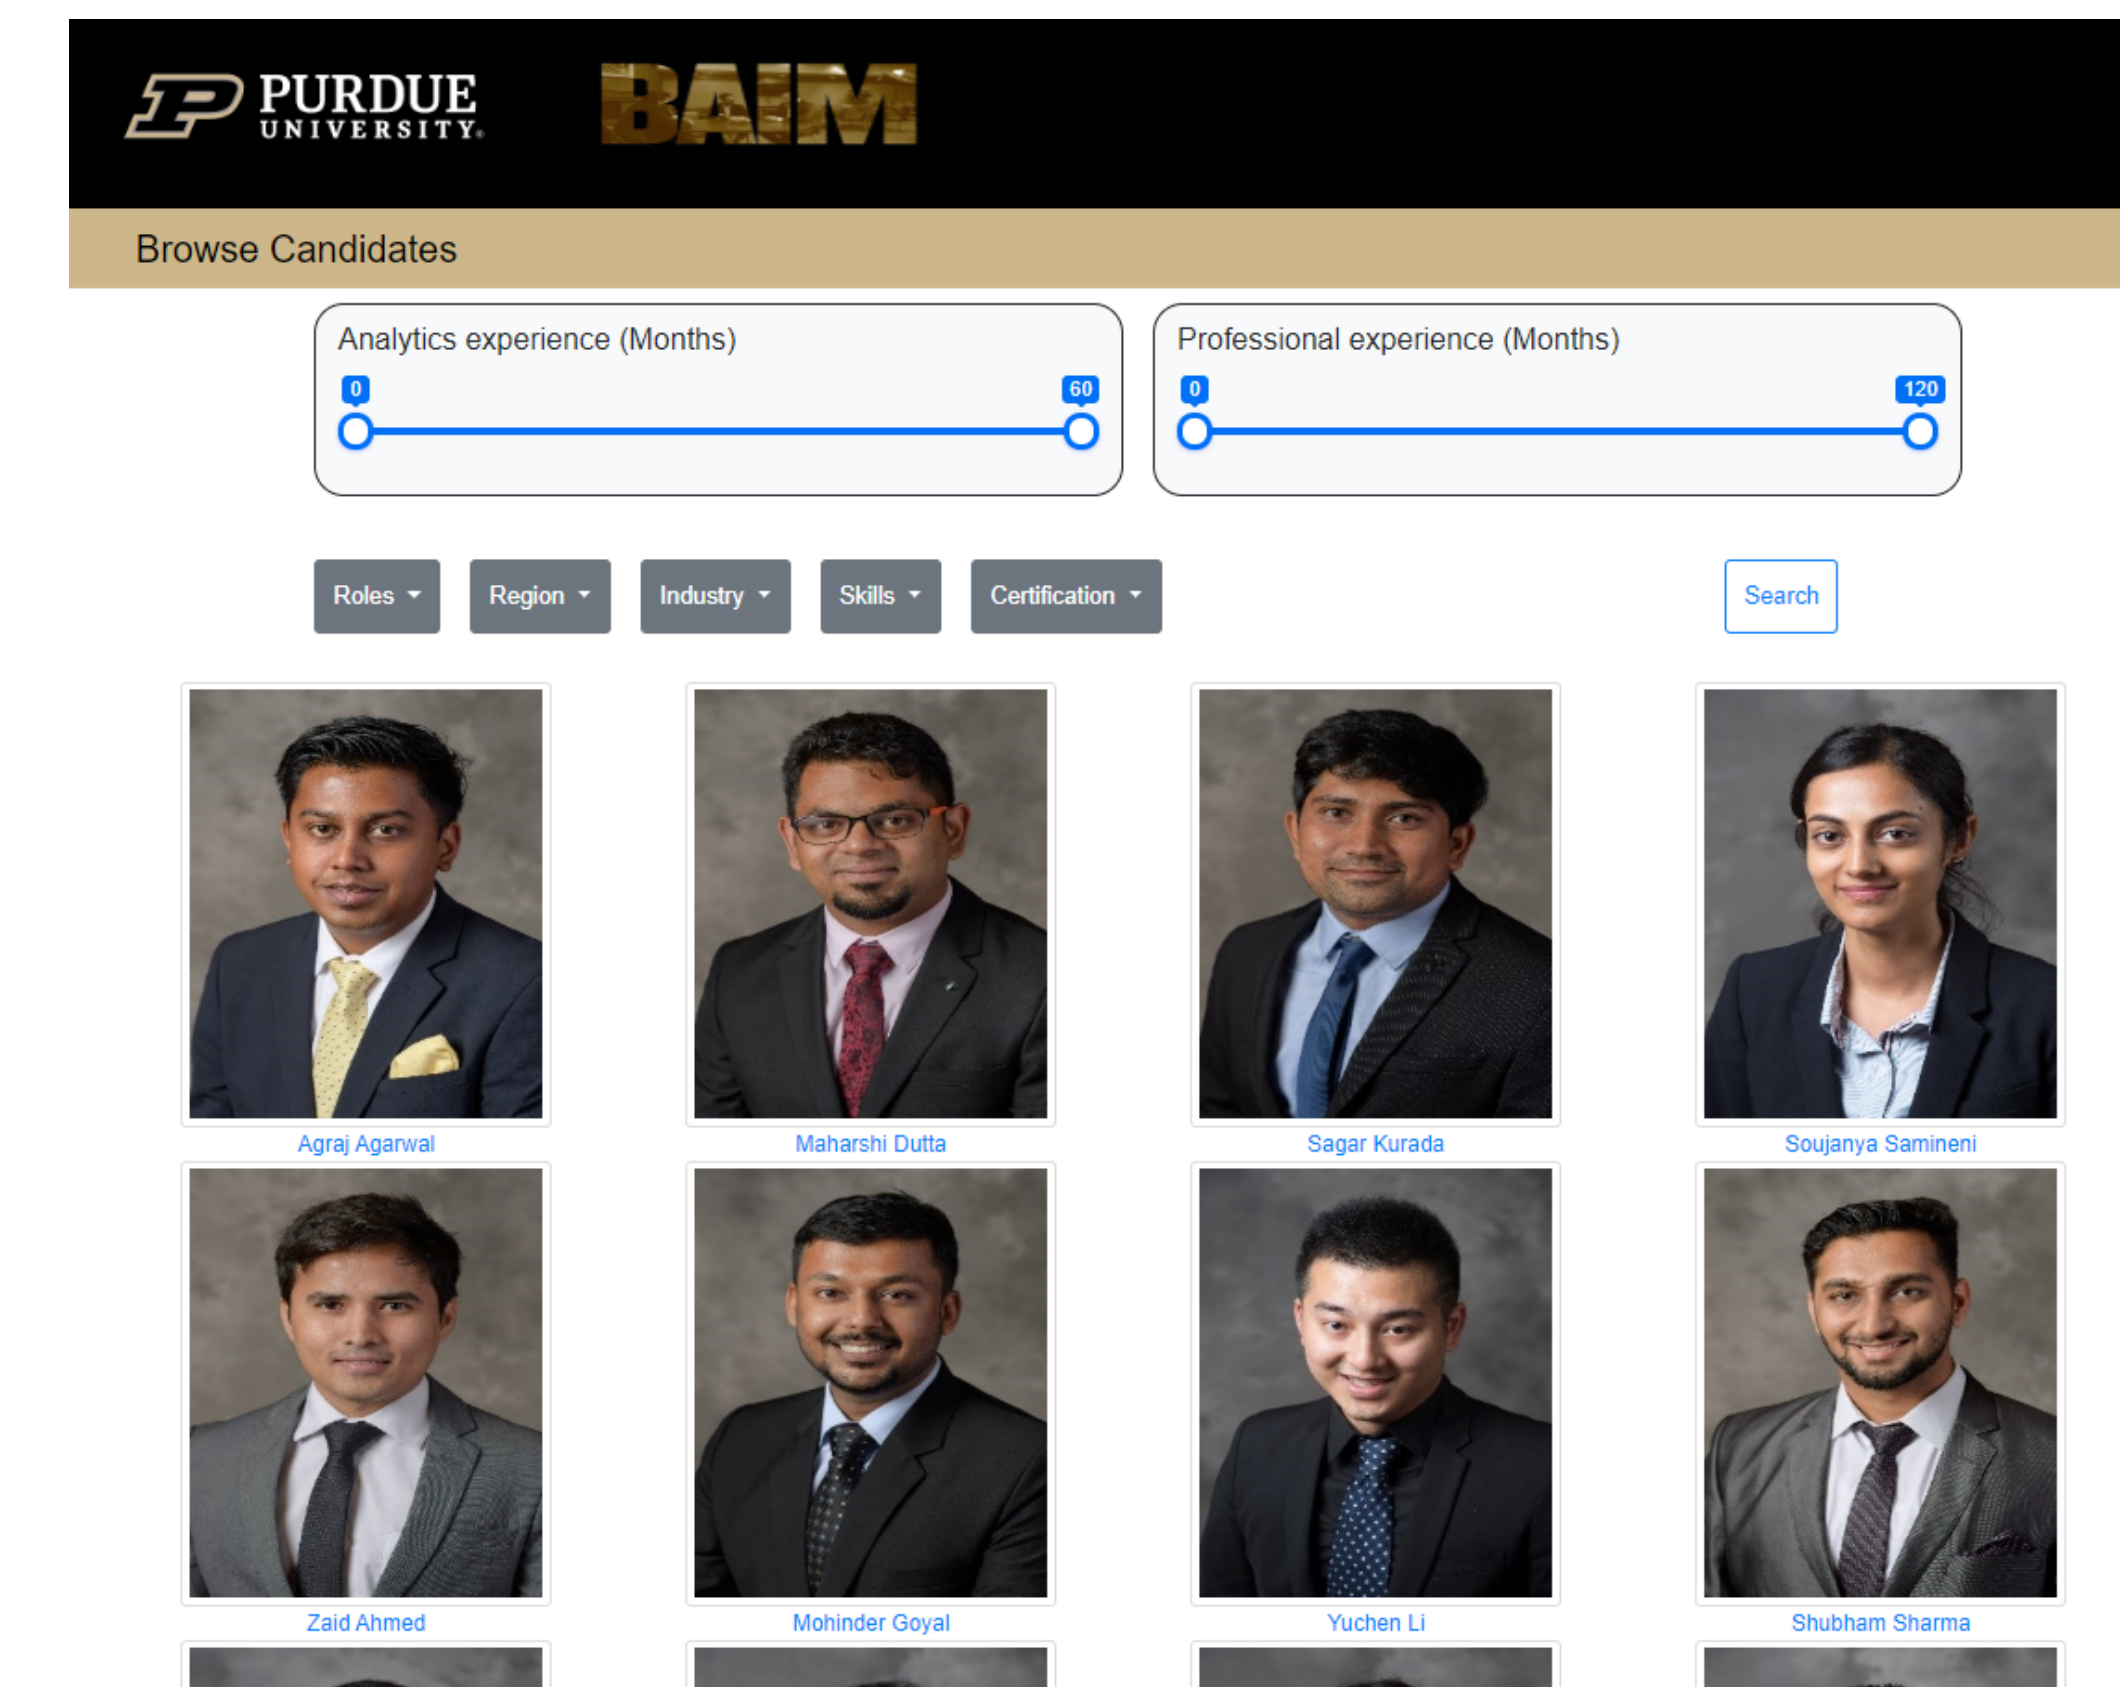 PURDUE
UNIVERSITY®
BAIM
Browse Candidates
Analytics experience (Months)
0
60
Professional experience (Months)
0
120
Roles
Region
Industry
Skills
Certification
Search
Agraj Agarwal
Maharshi Dutta
Sagar Kurada
Soujanya Samineni
Zaid Ahmed
Mohinder Goyal
Yuchen Li
Shubham Sharma